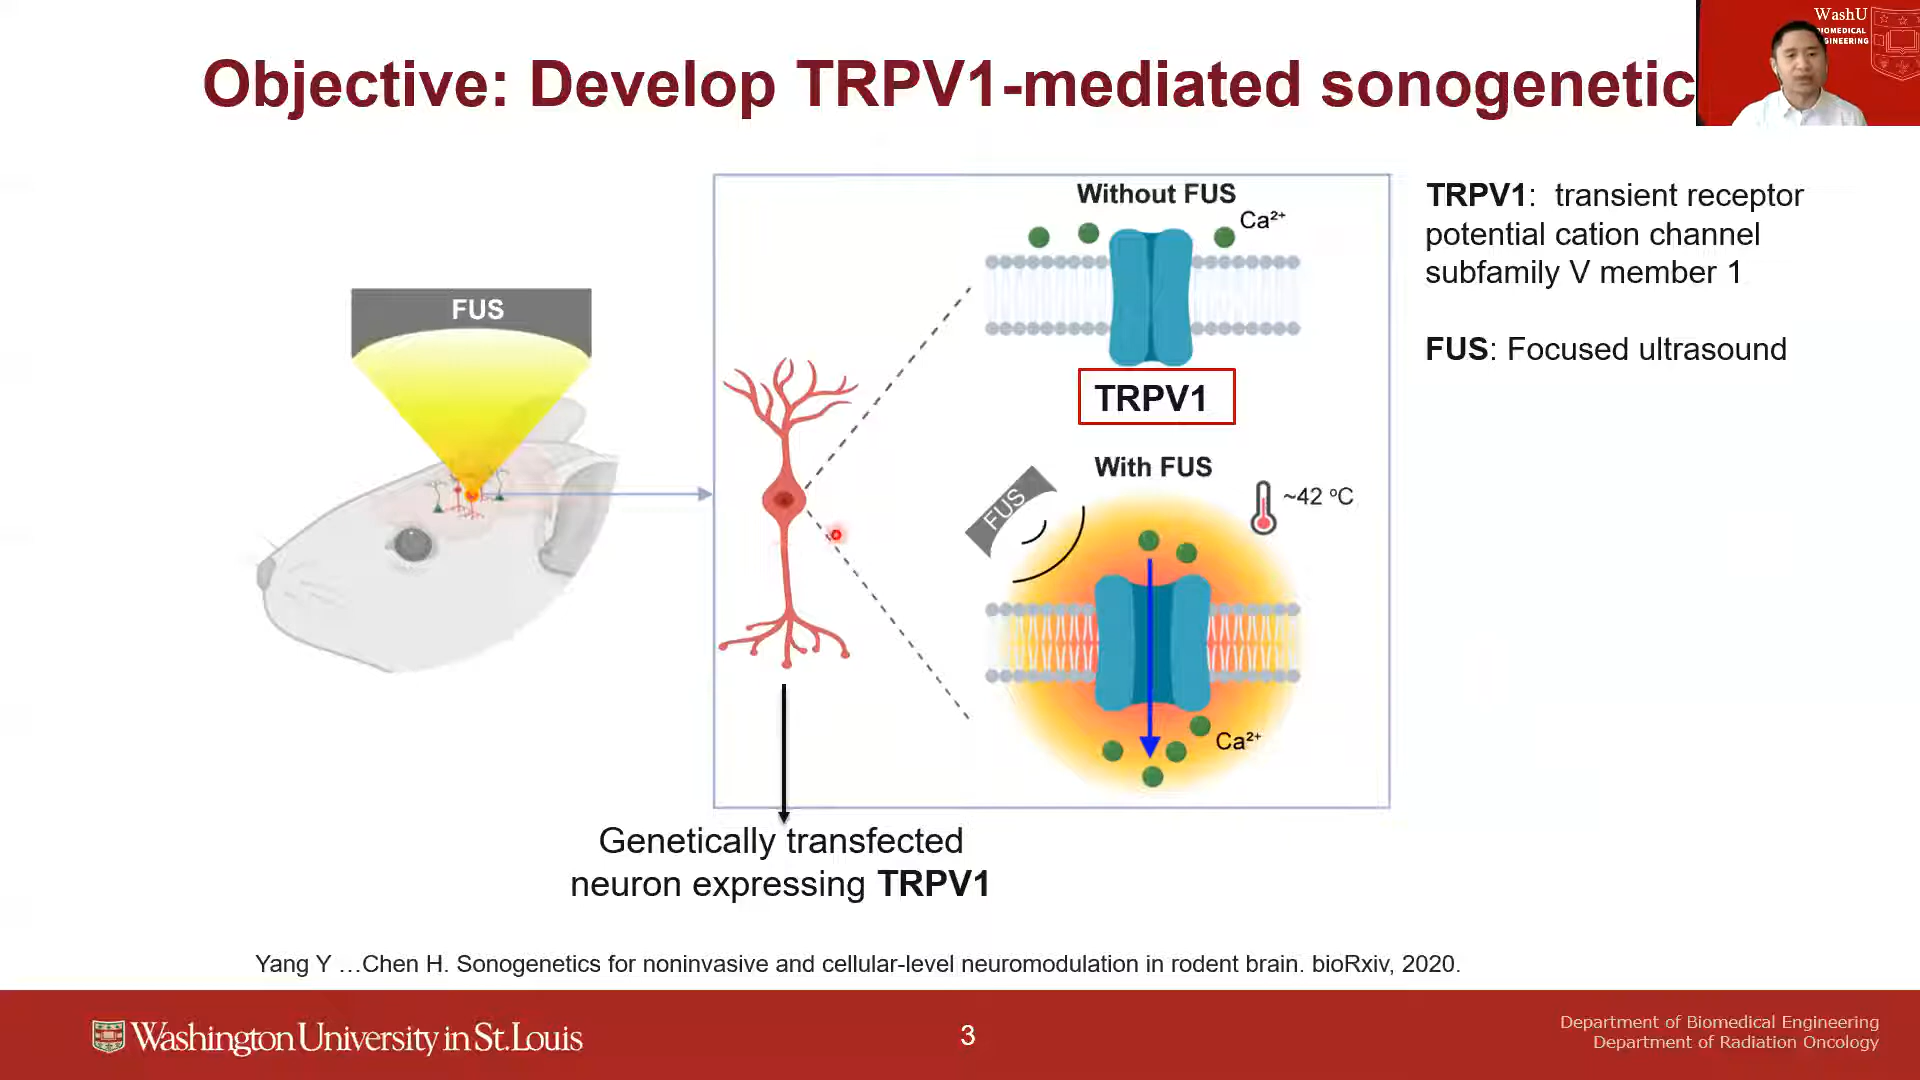 Objective: Develop TRPV1-mediated sonogenetic
WashU
BIOMEDICAL
ENGINEERING
Without FUS
Ca²⁺
TRPV1: transient receptor
potential cation channel
subfamily V member 1
FUS: Focused ultrasound
FUS
TRPV1
With FUS
FUS
~42 ºC
Ca²⁺
Genetically transfected
neuron expressing TRPV1
Yang Y …Chen H. Sonogenetics for noninvasive and cellular-level neuromodulation in rodent brain. bioRxiv, 2020.
Washington University in St. Louis
3
Department of Biomedical Engineering
Department of Radiation Oncology